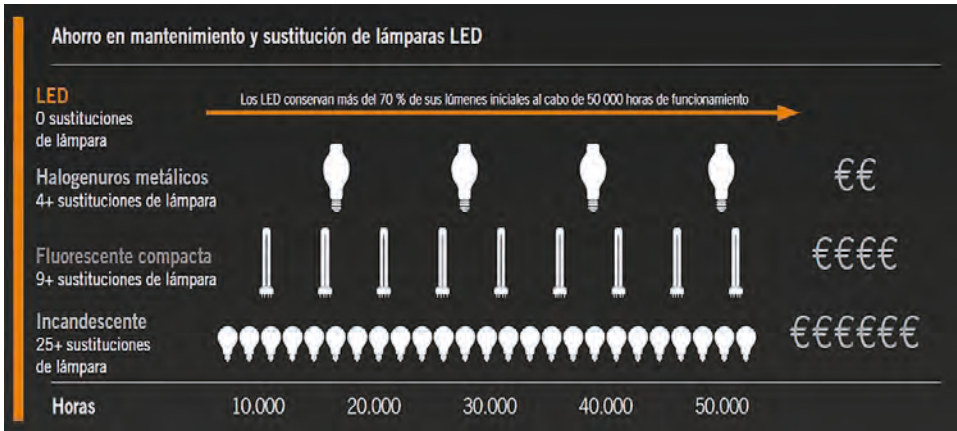 Ahorro en mantenimiento y sustitución de lámparas LED
LED
0 sustituciones
de lámpara
Los LED conservan más del 70 % de sus lúmenes iniciales al cabo de 50 000 horas de funcionamiento
Halogenuros metálicos
4+ sustituciones de lámpara
€€
Fluorescente compacta
9+ sustituciones de lámpara
€€€€
Incandescente
25+ sustituciones
de lámpara
€€€€€€
Horas 10.000 20.000 30.000 40.000 50.000